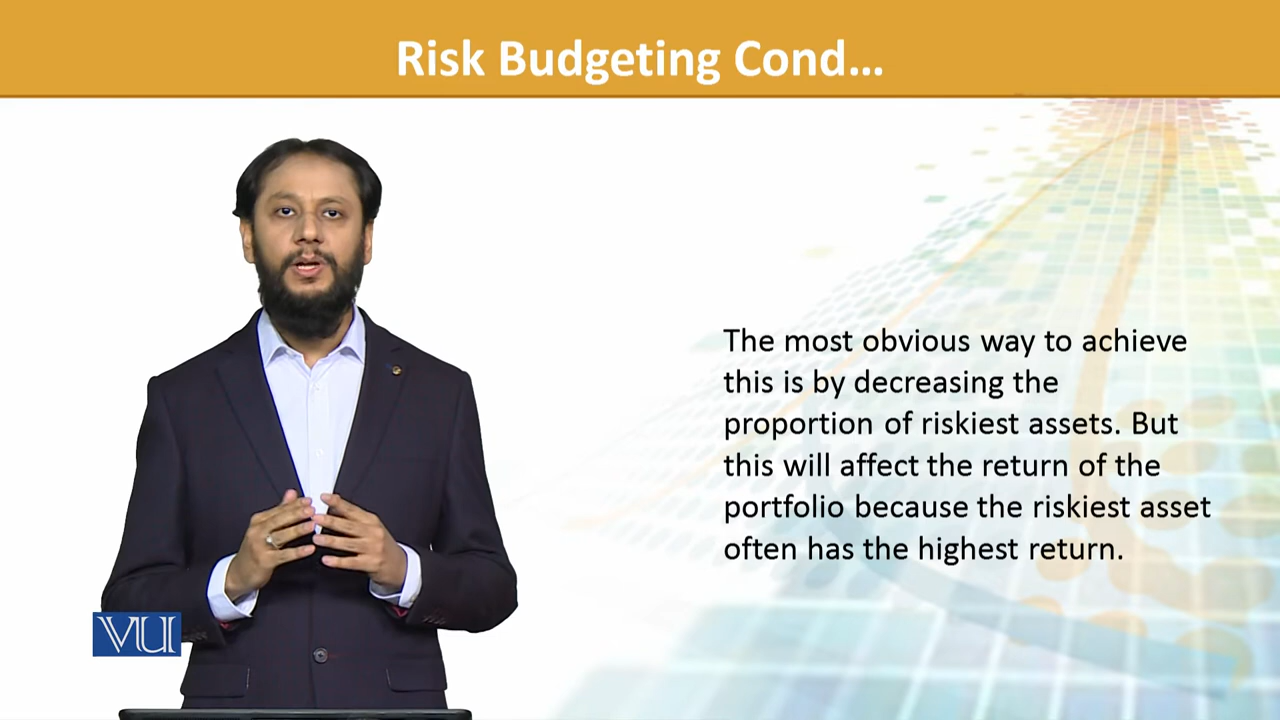 Risk Budgeting Cond...
The most obvious way to achieve
this is by decreasing the
proportion of riskiest assets. But
this will affect the return of the
portfolio because the riskiest asset
often has the highest return.
VU